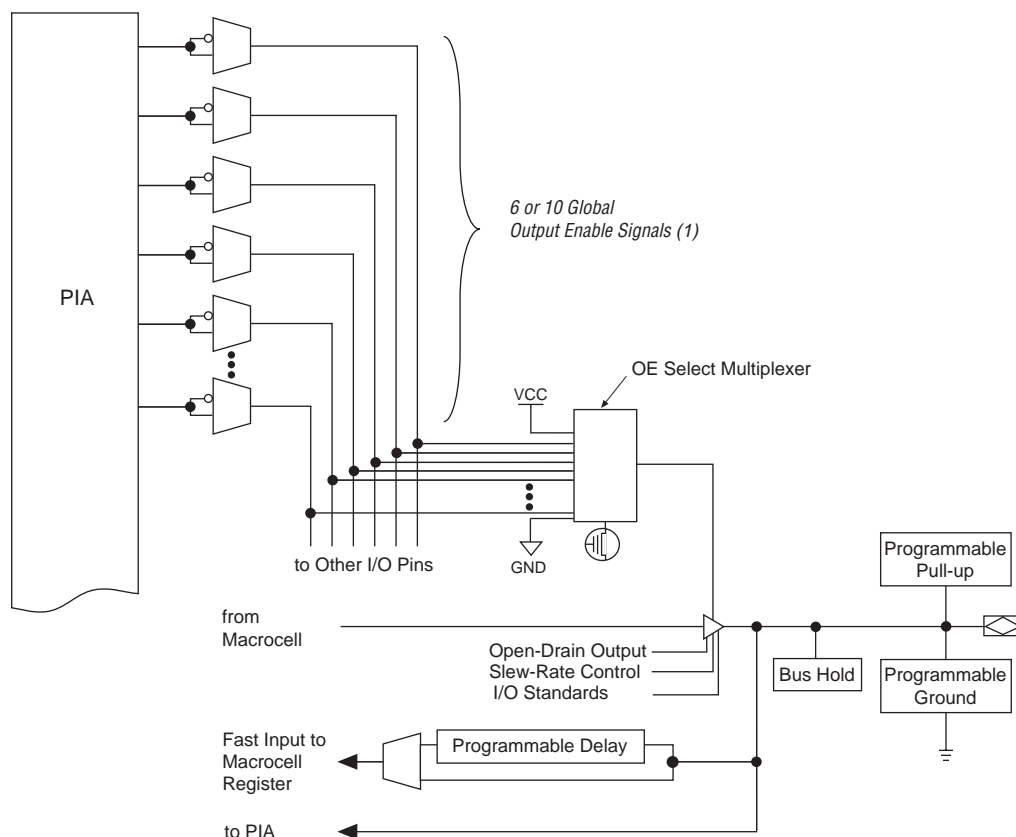 PIA
6 or 10 Global
Output Enable Signals (1)
OE Select Multiplexer
VCC
GND
to Other I/O Pins
Programmable
Pull-up
from
Macrocell
Open-Drain Output
Slew-Rate Control
I/O Standards
Bus Hold
Programmable
Ground
Fast Input to
Macrocell
Register
Programmable Delay
to PIA